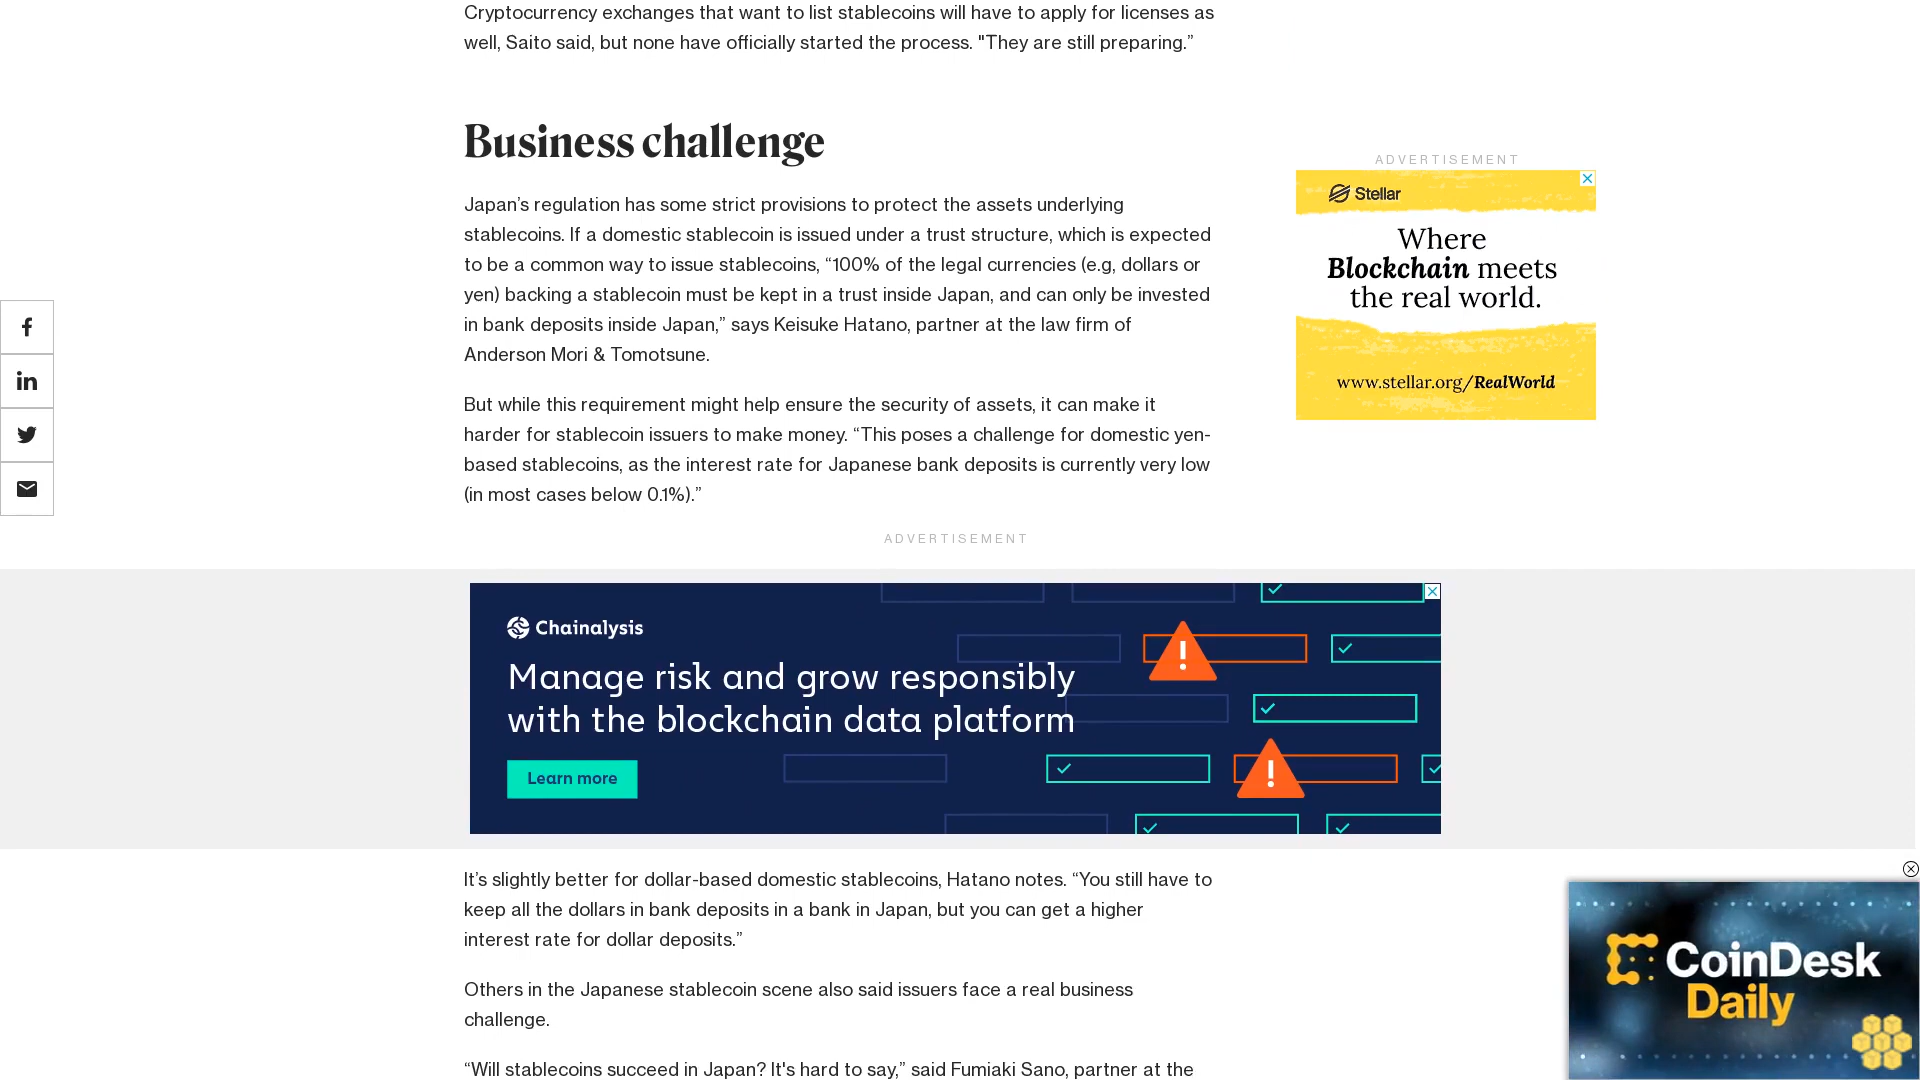 Cryptocurrency exchanges that want to list stablecoins will have to apply for licenses as
well, Saito said, but none have officially started the process. "They are still preparing.”
Business challenge
Japan’s regulation has some strict provisions to protect the assets underlying
stablecoins. If a domestic stablecoin is issued under a trust structure, which is expected
to be a common way to issue stablecoins, “100% of the legal currencies (e.g, dollars or
yen) backing a stablecoin must be kept in a trust inside Japan, and can only be invested
in bank deposits inside Japan,” says Keisuke Hatano, partner at the law firm of
Anderson Mori & Tomotsune.
But while this requirement might help ensure the security of assets, it can make it
harder for stablecoin issuers to make money. “This poses a challenge for domestic yen-
based stablecoins, as the interest rate for Japanese bank deposits is currently very low
(in most cases below 0.1%).”
ADVERTISEMENT
Stellar
Where
Blockchain meets
the real world.
www.stellar.org/RealWorld
ADVERTISEMENT
Chainalysis
Manage risk and grow responsibly
with the blockchain data platform
Learn more
It’s slightly better for dollar-based domestic stablecoins, Hatano notes. “You still have to
keep all the dollars in bank deposits in a bank in Japan, but you can get a higher
interest rate for dollar deposits.”
Others in the Japanese stablecoin scene also said issuers face a real business
challenge.
“Will stablecoins succeed in Japan? It's hard to say,” said Fumiaki Sano, partner at the
CoinDesk
Daily